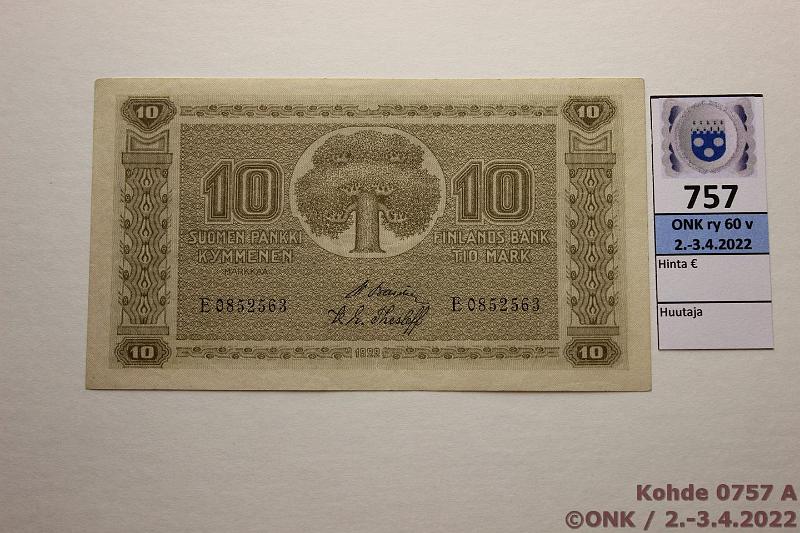 10 10
10 10
SUOMEN PANKKI FINLANDS BANK
KYMMENEN TIO MARK
MARKKAA
E 0852563 E 0852563
10 1922 10
757
ONK ry 60 v
2.-3.4.2022
Hinta €
Huutaja
Kohde 0757 A
©ONK / 2.-3.4.2022